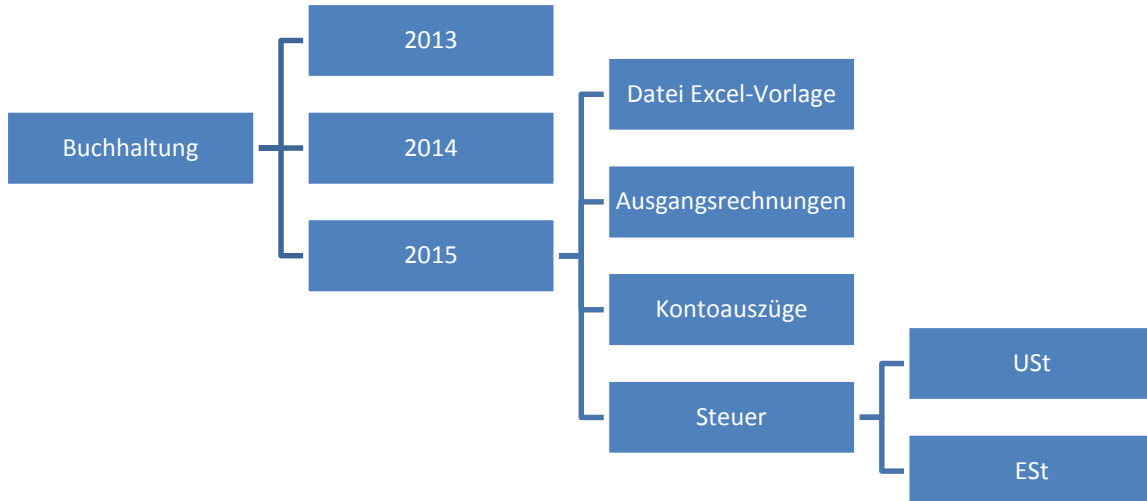 Buchhaltung
2013
2014
2015
Datei Excel-Vorlage
Ausgangsrechnungen
Kontoauszüge
Steuer
USt
ESt